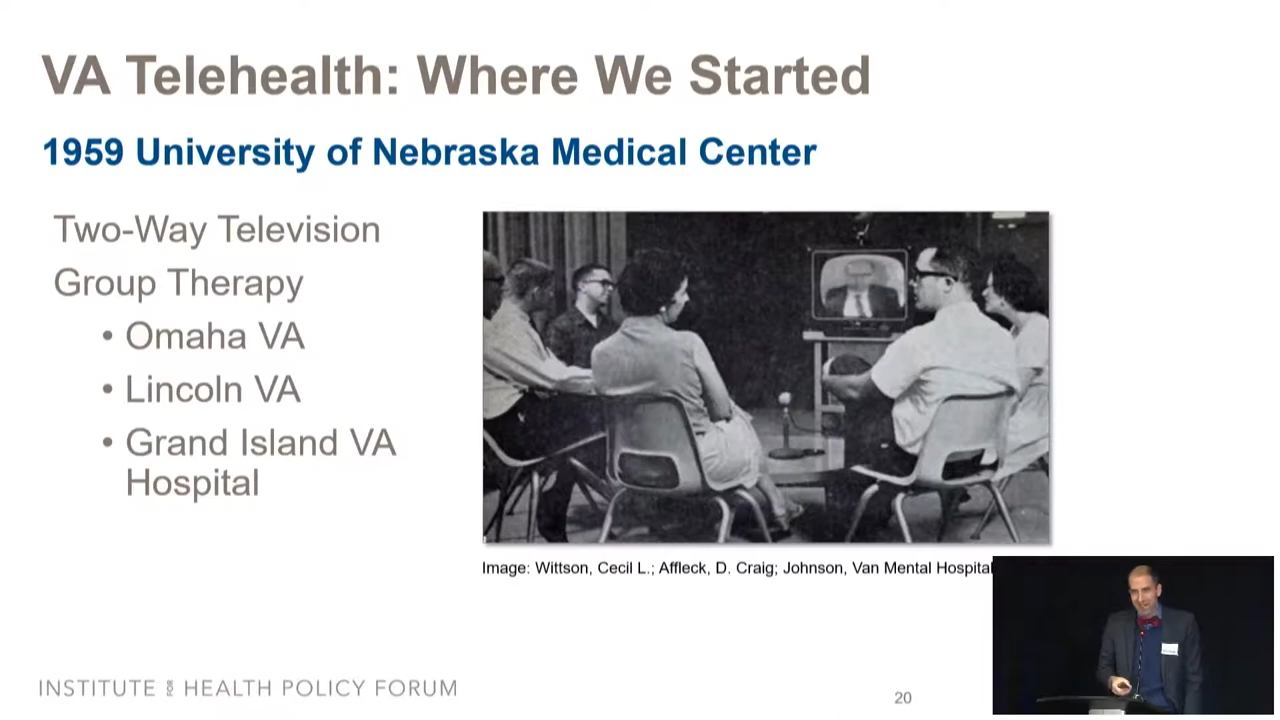 VA Telehealth: Where We Started
1959 University of Nebraska Medical Center
Two-Way Television
Group Therapy
• Omaha VA
• Lincoln VA
• Grand Island VA
Hospital
Image: Wittson, Cecil L.; Affleck, D. Craig; Johnson, Van Mental Hospital
INSTITUTE FOR HEALTH POLICY FORUM
20